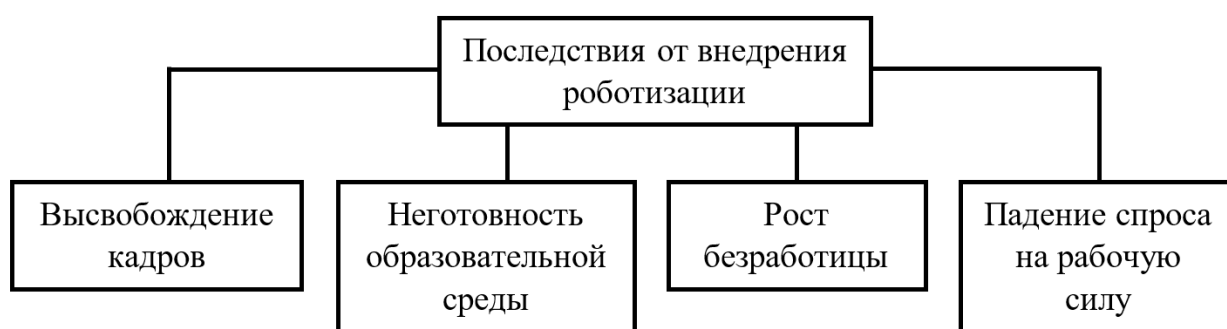 Последствия от внедрения
роботизации
Высвобождение
кадров
Неготовность
образовательной
среды
Рост
безработицы
Падение спроса
на рабочую
силу